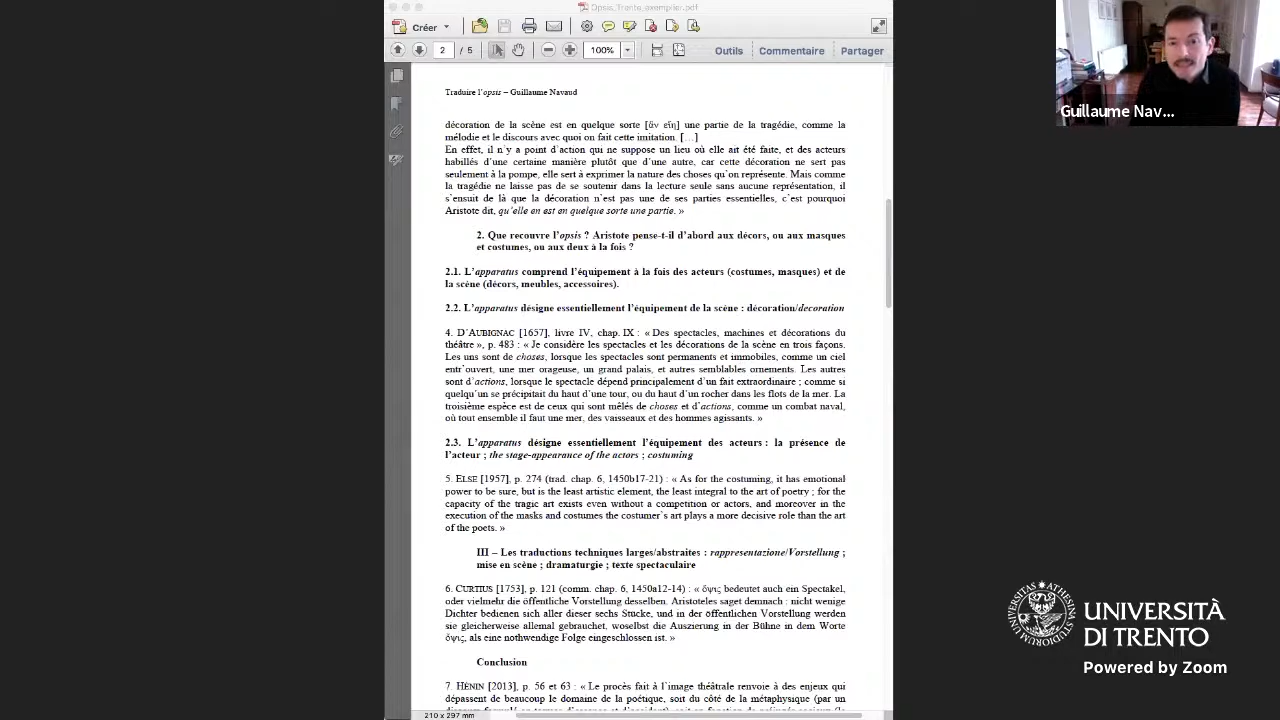 Opsis_Trente_exemplier.pdf
Créer
2 / 5
100%
Outils
Commentaire
Partager
Traduire l'opsis – Guillaume Navaud
décoration de la scène est en quelque sorte [ἂν εἴη] une partie de la tragédie, comme la
mélodie et le discours avec quoi on fait cette imitation. […]
En effet, il n'y a point d'action qui ne suppose un lieu où elle ait été faite, et des acteurs
habillés d'une certaine manière plutôt que d'une autre, car cette décoration ne sert pas
seulement à la pompe, elle sert à exprimer la nature des choses qu'on représente. Mais comme
la tragédie ne laisse pas de se soutenir dans la lecture seule sans aucune représentation, il
s'ensuit de là que la décoration n'est pas une de ses parties essentielles, c'est pourquoi
Aristote dit, qu'elle en est en quelque sorte une partie. »
2. Que recouvre l'opsis ? Aristote pense-t-il d'abord aux décors, ou aux masques
et costumes, ou aux deux à la fois ?
2.1. L'apparatus comprend l'équipement à la fois des acteurs (costumes, masques) et de
la scène (décors, meubles, accessoires).
2.2. L'apparatus désigne essentiellement l'équipement de la scène : décoration/decoration
4. D'AUBIGNAC [1657], livre IV, chap. IX : « Des spectacles, machines et décorations du
théâtre », p. 483 : « Je considère les spectacles et les décorations de la scène en trois façons.
Les uns sont de choses, lorsque les spectacles sont permanents et immobiles, comme un ciel
entr'ouvert, une mer orageuse, un grand palais, et autres semblables ornements. Les autres
sont d'actions, lorsque le spectacle dépend principalement d'un fait extraordinaire ; comme si
quelqu'un se précipitait du haut d'une tour, ou du haut d'un rocher dans les flots de la mer. La
troisième espèce est de ceux qui sont mêlés de choses et d'actions, comme un combat naval,
où tout ensemble il faut une mer, des vaisseaux et des hommes agissants. »
2.3. L'apparatus désigne essentiellement l'équipement des acteurs : la présence de
l'acteur ; the stage-appearance of the actors ; costuming
5. ELSE [1957], p. 274 (trad. chap. 6, 1450b17-21) : « As for the costuming, it has emotional
power to be sure, but is the least artistic element, the least integral to the art of poetry ; for the
capacity of the tragic art exists even without a competition or actors, and moreover in the
execution of the masks and costumes the costumer's art plays a more decisive role than the art
of the poets. »
III – Les traductions techniques larges/abstraites : rappresentazione/Vorstellung ;
mise en scène ; dramaturgie ; texte spectaculaire
6. CURTIUS [1753], p. 121 (comm. chap. 6, 1450a12-14) : « ὄψις bedeutet auch ein Spectakel,
oder vielmehr die öffentliche Vorstellung desselben. Aristoteles saget demnach : nicht wenige
Dichter bedienen sich aller dieser sechs Stücke, und in der öffentlichen Vorstellung werden
sie gleicherweise allemal gebrauchet, woselbst die Auszierung in der Bühne in dem Worte
ὄψις, als eine nothwendige Folge eingeschlossen ist. »
Conclusion
7. HÉNIN [2013], p. 56 et 63 : « Le procès fait à l'image théâtrale renvoie à des enjeux qui
dépassent de beaucoup le domaine de la poétique, soit du côté de la métaphysique (par un
210 x 297 mm
Guillaume Nav...
UNIVERSITÀ
DI TRENTO
Powered by Zoom